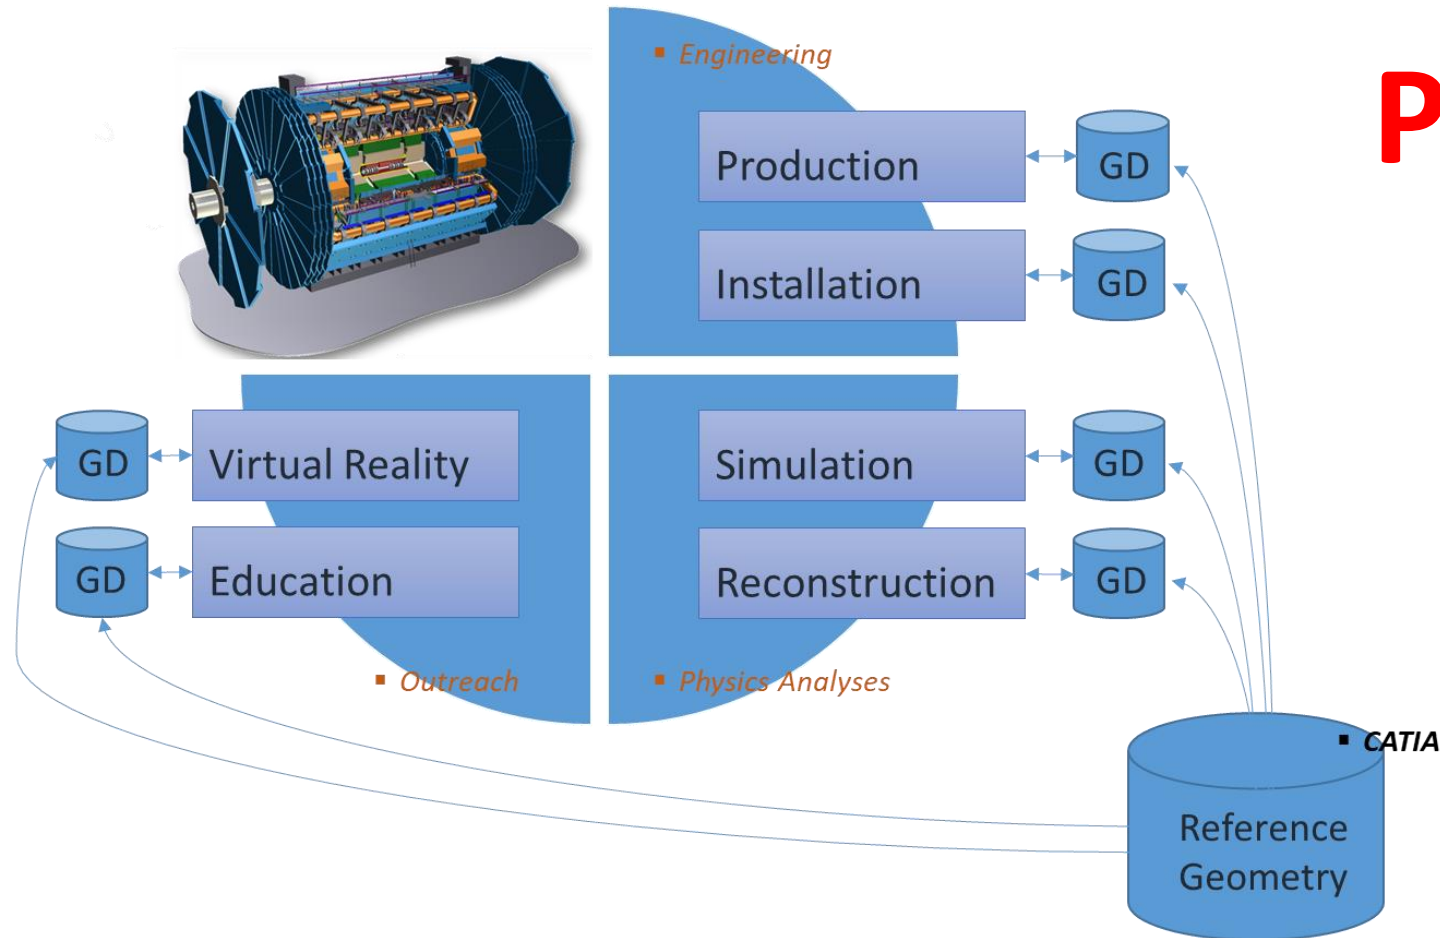 ▪ Engineering
P
Production
GD
Installation
GD
GD
Virtual Reality
Simulation
GD
GD
Education
Reconstruction
GD
▪ Outreach
▪ Physics Analyses
▪ CATIA
Reference
Geometry